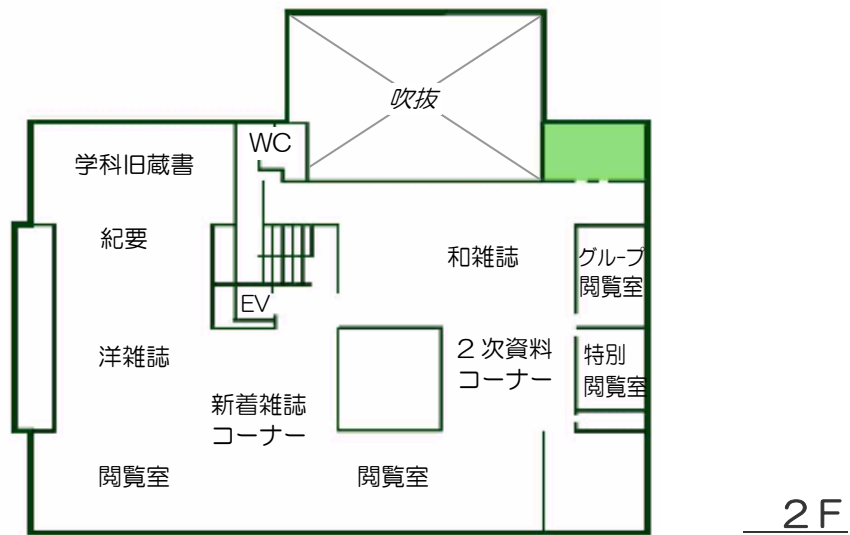 吹抜
WC
学科旧蔵書
紀要
和雑誌
グループ
閲覧室
EV
洋雑誌
２次資料
コーナー
特別
閲覧室
新着雑誌
コーナー
閲覧室
閲覧室
２Ｆ